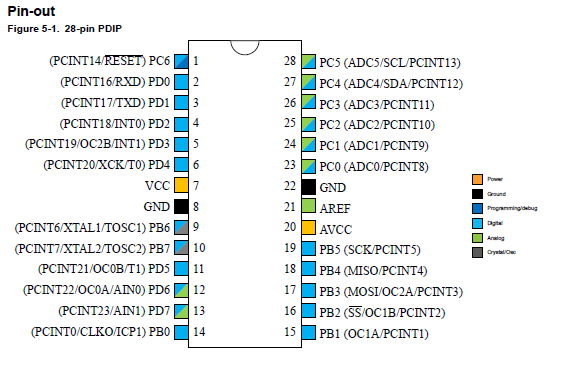 Pin-out
Figure 5-1. 28-pin PDIP
(PCINT14/RESET) PC6 1 28 PC5 (ADC5/SCL/PCINT13)
(PCINT16/RXD) PD0 2 27 PC4 (ADC4/SDA/PCINT12)
(PCINT17/TXD) PD1 3 26 PC3 (ADC3/PCINT11)
(PCINT18/INT0) PD2 4 25 PC2 (ADC2/PCINT10)
(PCINT19/OC2B/INT1) PD3 5 24 PC1 (ADC1/PCINT9)
(PCINT20/XCK/T0) PD4 6 23 PC0 (ADC0/PCINT8)
VCC 7 22 GND
GND 8 21 AREF
(PCINT6/XTAL1/TOSC1) PB6 9 20 AVCC
(PCINT7/XTAL2/TOSC2) PB7 10 19 PB5 (SCK/PCINT5)
(PCINT21/OC0B/T1) PD5 11 18 PB4 (MISO/PCINT4)
(PCINT22/OC0A/AIN0) PD6 12 17 PB3 (MOSI/OC2A/PCINT3)
(PCINT23/AIN1) PD7 13 16 PB2 (SS/OC1B/PCINT2)
(PCINT0/CLKO/ICP1) PB0 14 15 PB1 (OC1A/PCINT1)
Power
Ground
Programming/debug
Digital
Analog
Crystal/Osc